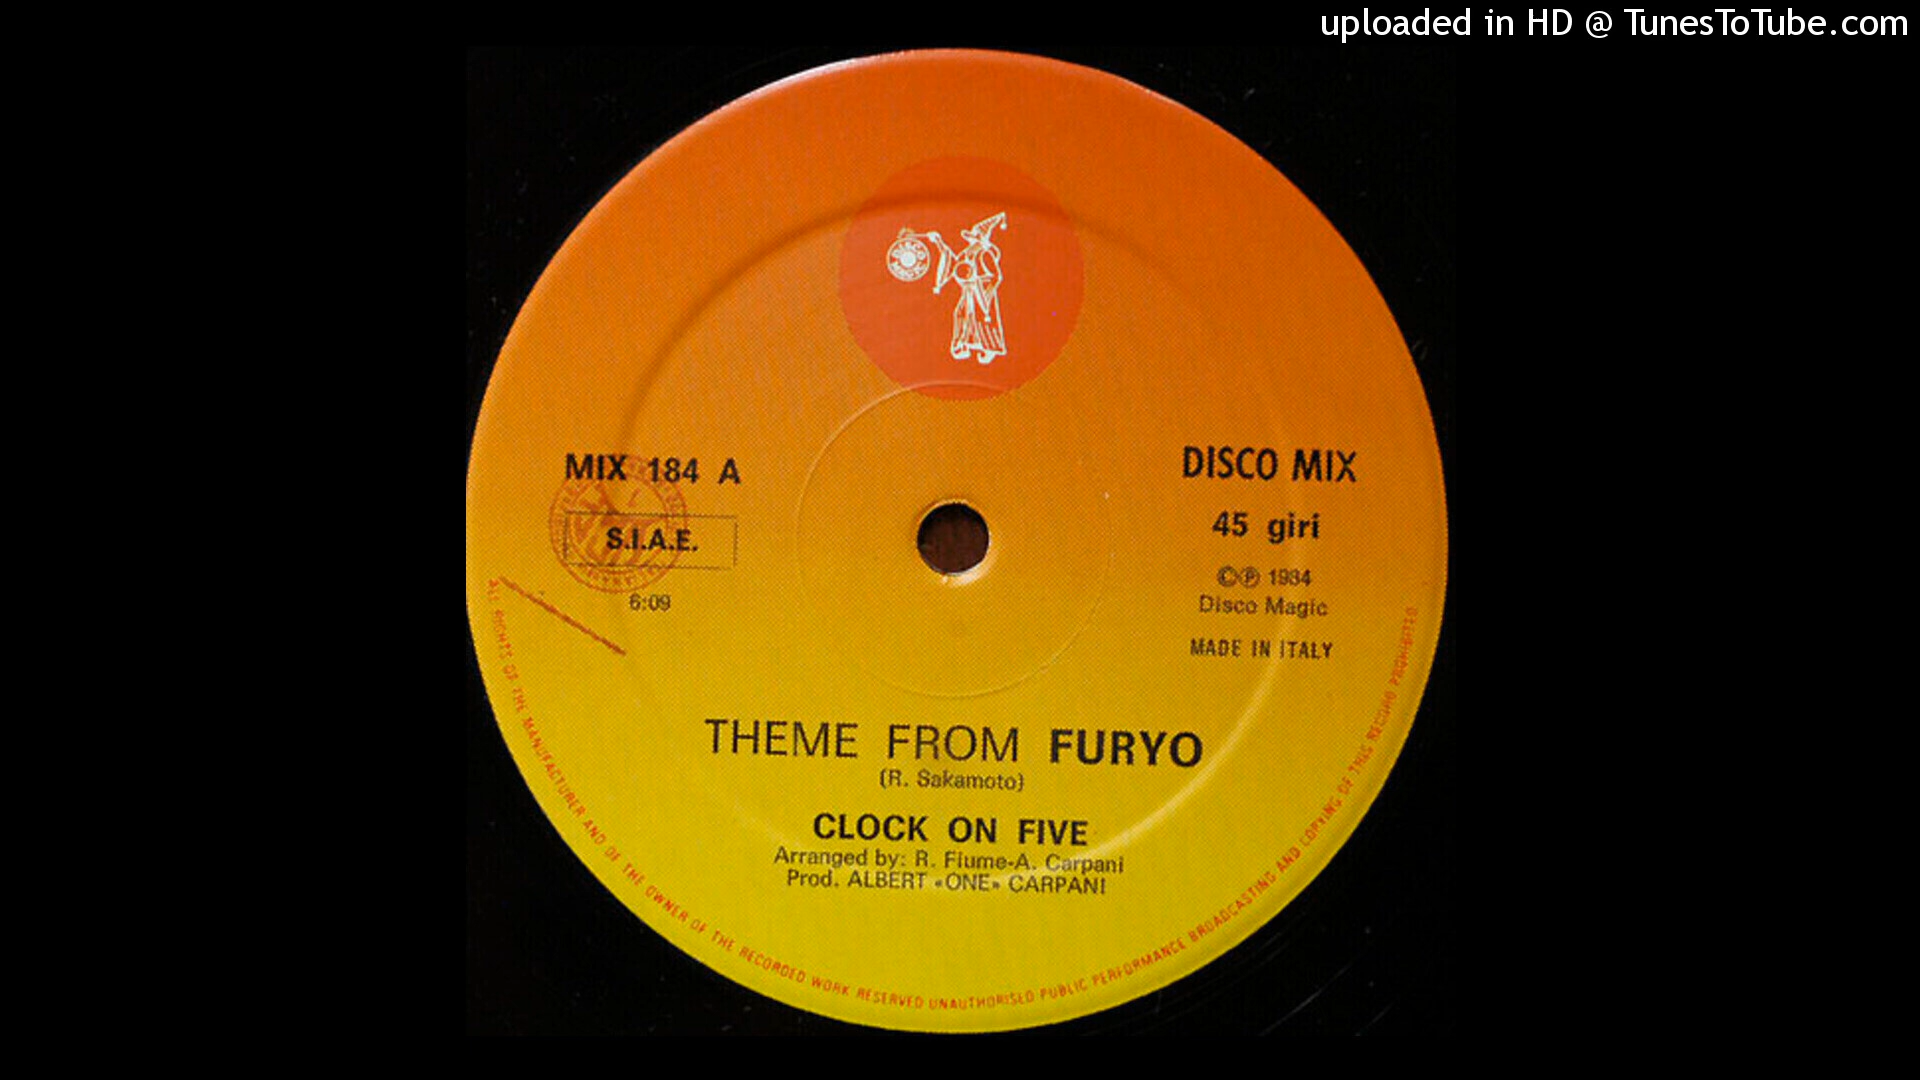 uploaded in HD @ TunesToTube.com
DISCO
MAGIC
MIX 184 A
DISCO MIX
S.I.A.E.
45 giri
6:09
©℗ 1984
Disco Magic
MADE IN ITALY
THEME FROM FURYO
(R. Sakamoto)
CLOCK ON FIVE
Arranged by: R. Fiume-A. Carpani
Prod. ALBERT «ONE» CARPANI
ALL RIGHTS OF THE MANUFACTURER AND OF THE OWNER OF THE RECORDED WORK RESERVED UNAUTHORISED PUBLIC PERFORMANCE BROADCASTING AND COPYING OF THIS RECORD PROHIBITED